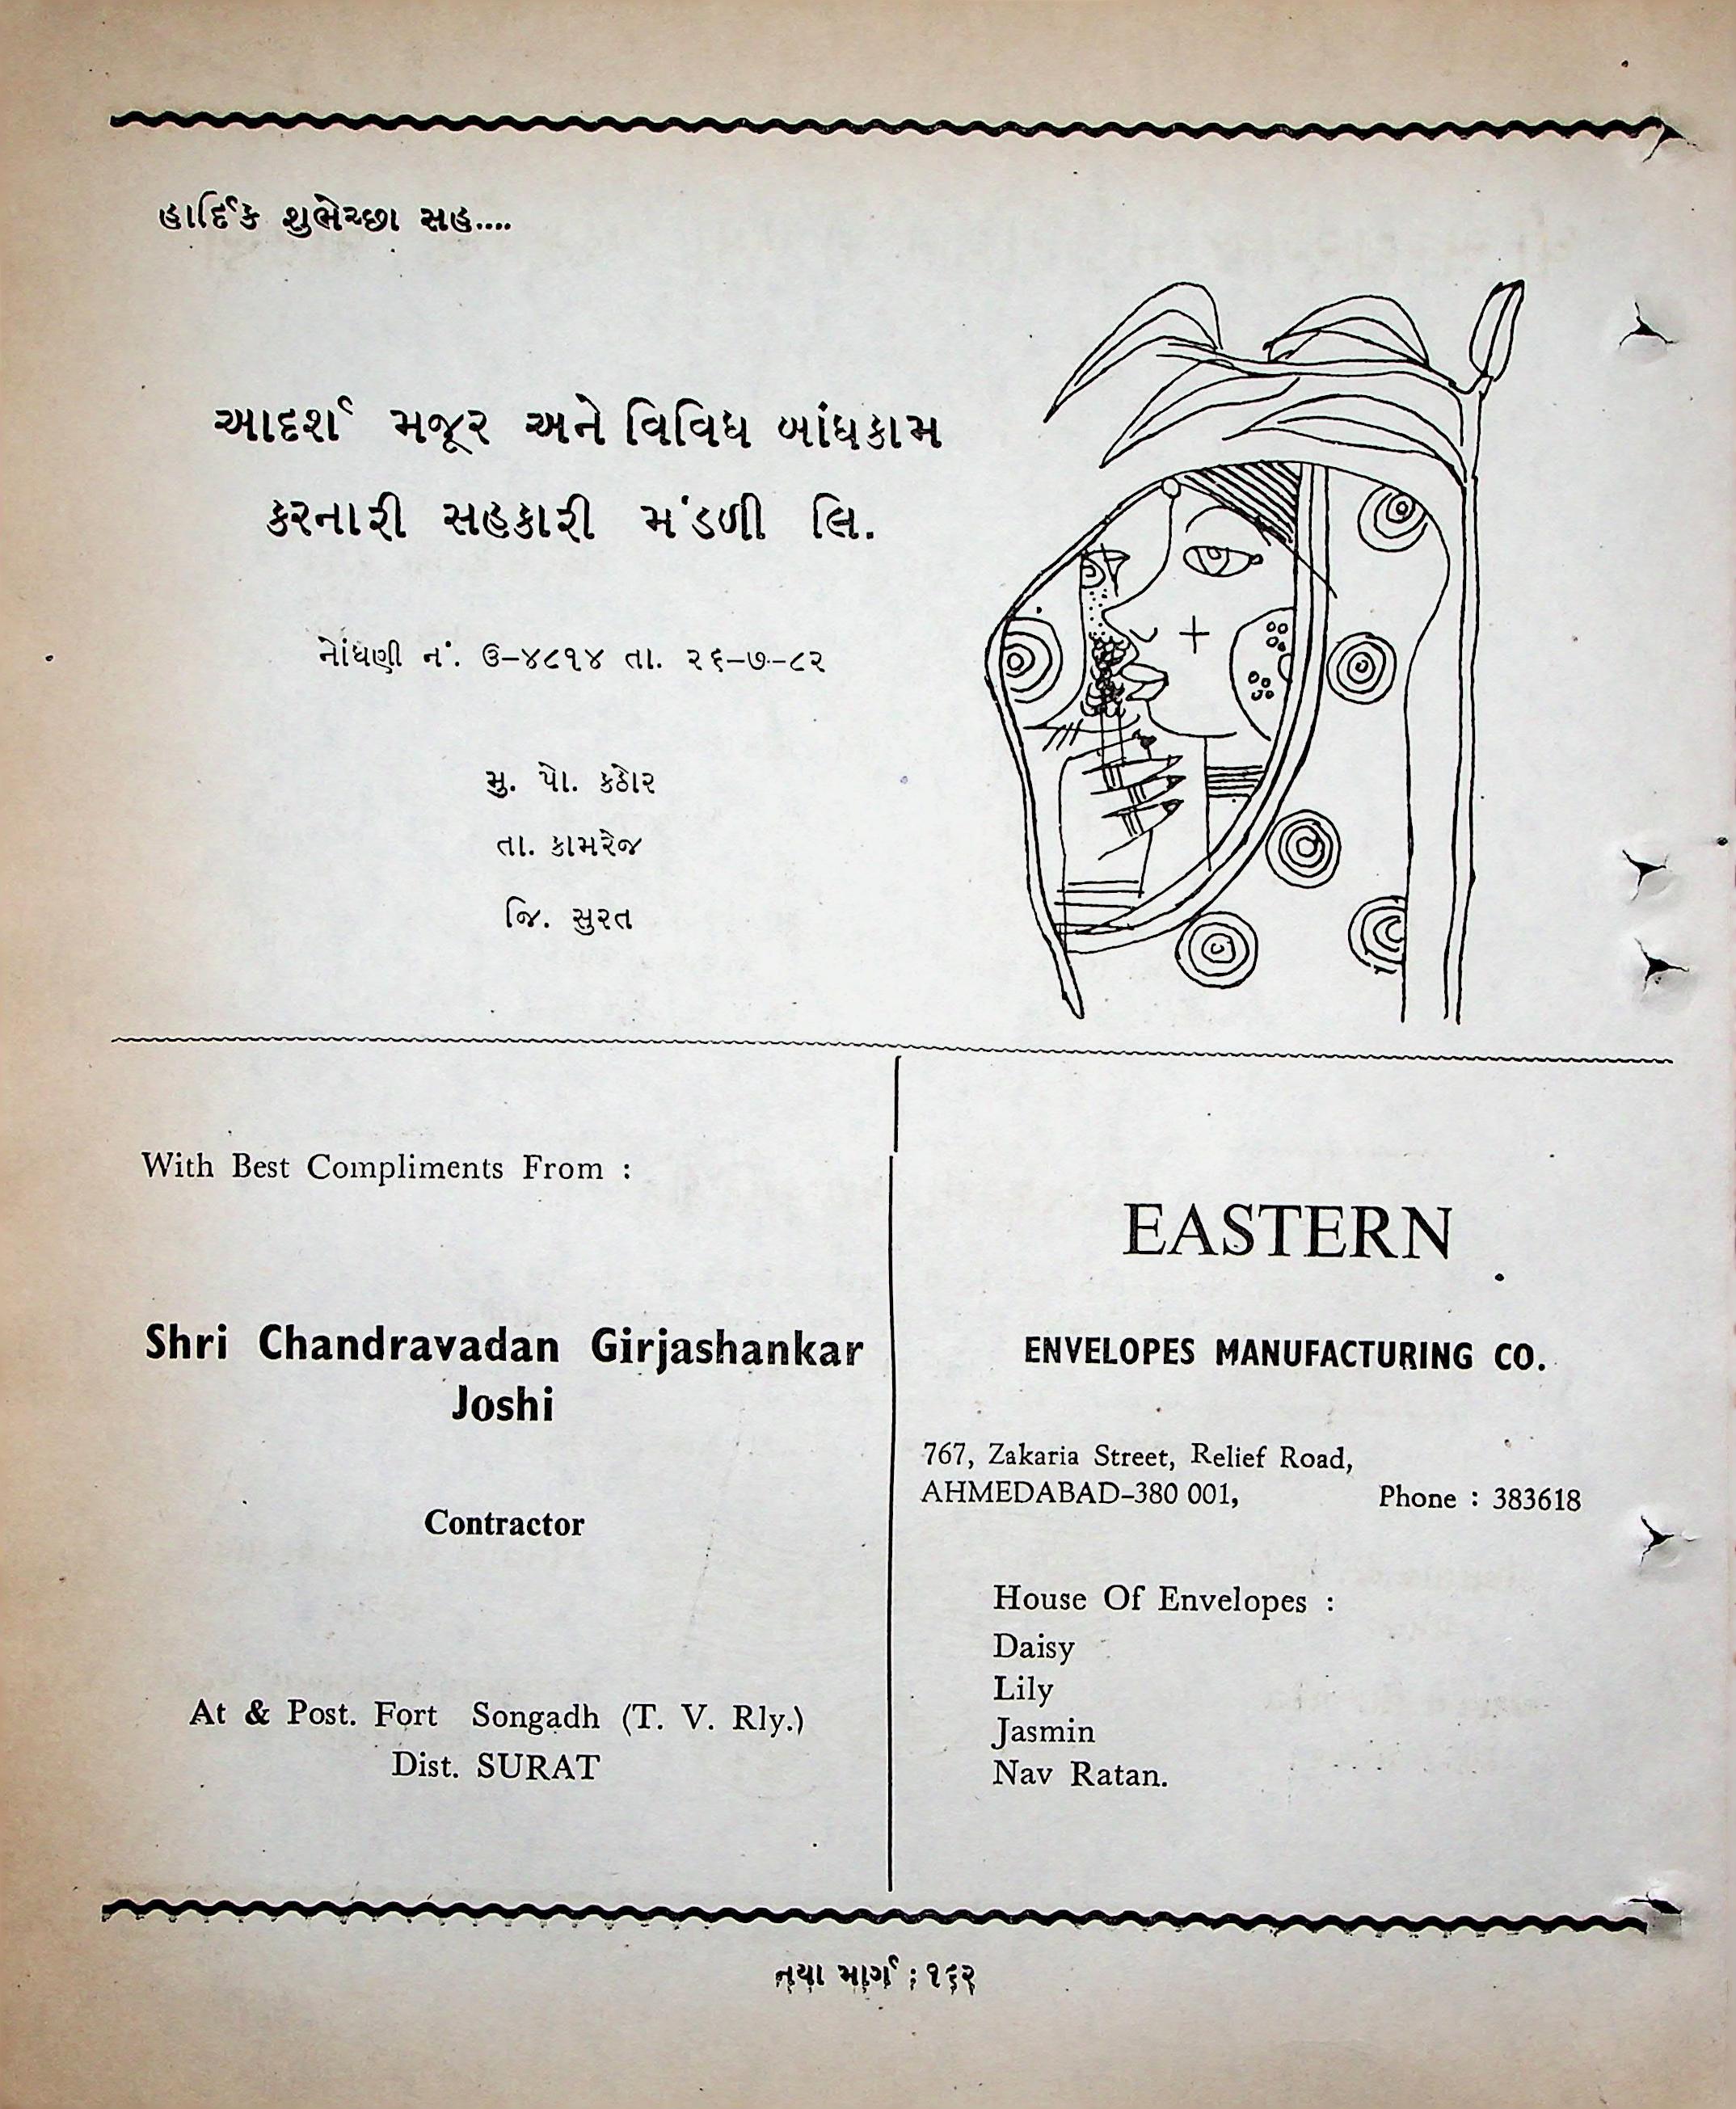 હાર્દિક શુભેચ્છા સહ....
આદર્શ મજૂર અને વિવિધ બાંધકામ
કરનારી સહકારી મંડળી લિ.
નોંધણી નં. ઉ-૪૮૧૪ તા. ૨૬-૭-૮૨
મુ. પો. કઠોર
તા. કામરેજ
જિ. સુરત
With Best Compliments From :
Shri Chandravadan Girjashankar
Joshi
Contractor
At & Post. Fort Songadh (T. V. Rly.)
Dist. SURAT
EASTERN
ENVELOPES MANUFACTURING CO.
767, Zakaria Street, Relief Road,
AHMEDABAD-380 001, Phone : 383618
House Of Envelopes :
Daisy
Lily
Jasmin
Nav Ratan.
નયા માર્ગ : ૧૬૨